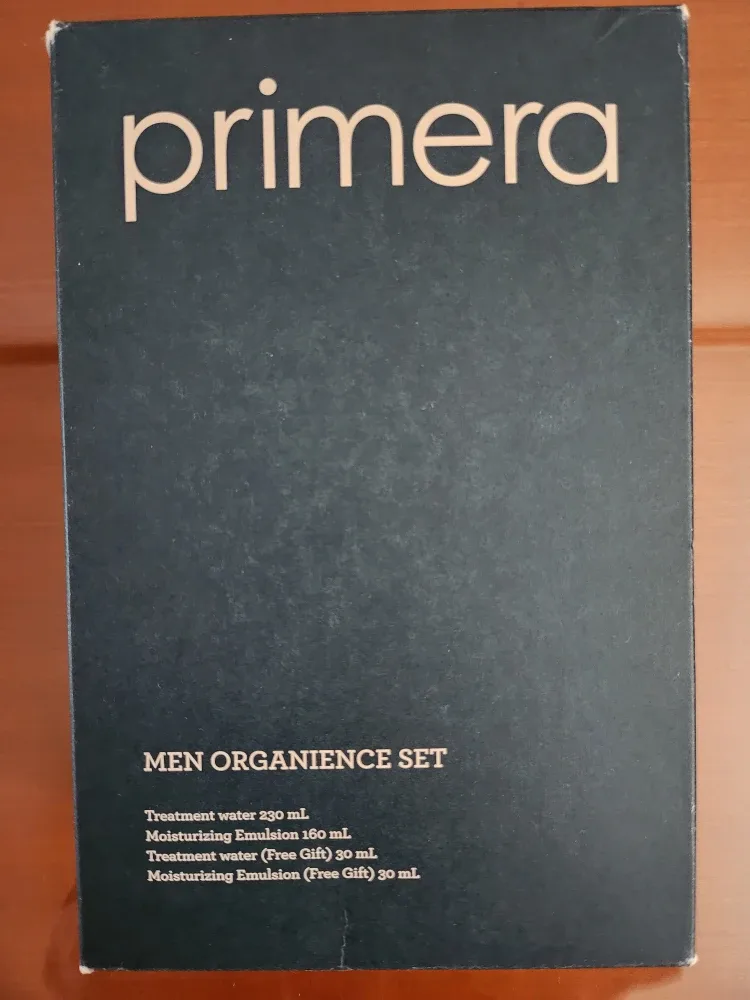 primera
MEN ORGANIENCE SET
Treatment water 230 mL
Moisturizing Emulsion 160 mL
Treatment water (Free Gift) 30 mL
Moisturizing Emulsion (Free Gift) 30 mL